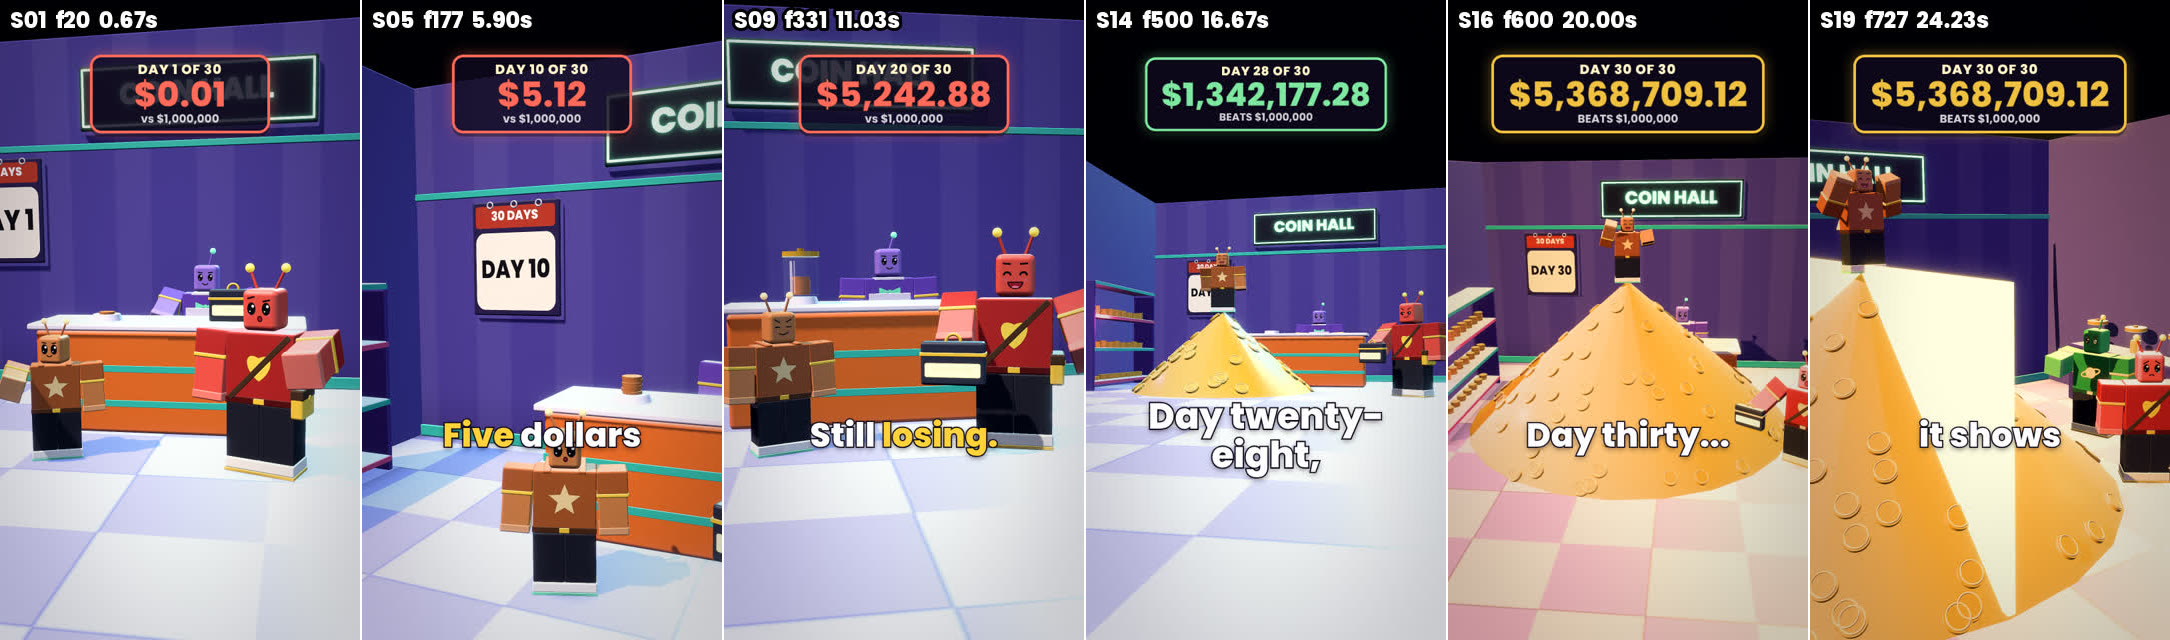 S01 f20 0.67s
DAY 1 OF 30
$0.01
vs $1,000,000
AYS
AY 1
S05 f177 5.90s
DAY 10 OF 30
$5.12
vs $1,000,000
COI
30 DAYS
DAY 10
Five dollars
S09 f331 11.03s
DAY 20 OF 30
$5,242.88
vs $1,000,000
Still losing.
S14 f500 16.67s
DAY 28 OF 30
$1,342,177.28
BEATS $1,000,000
COIN HALL
Day twenty-
eight,
S16 f600 20.00s
DAY 30 OF 30
$5,368,709.12
BEATS $1,000,000
COIN HALL
30 DAYS
DAY 30
Day thirty...
S19 f727 24.23s
DAY 30 OF 30
$5,368,709.12
BEATS $1,000,000
it shows